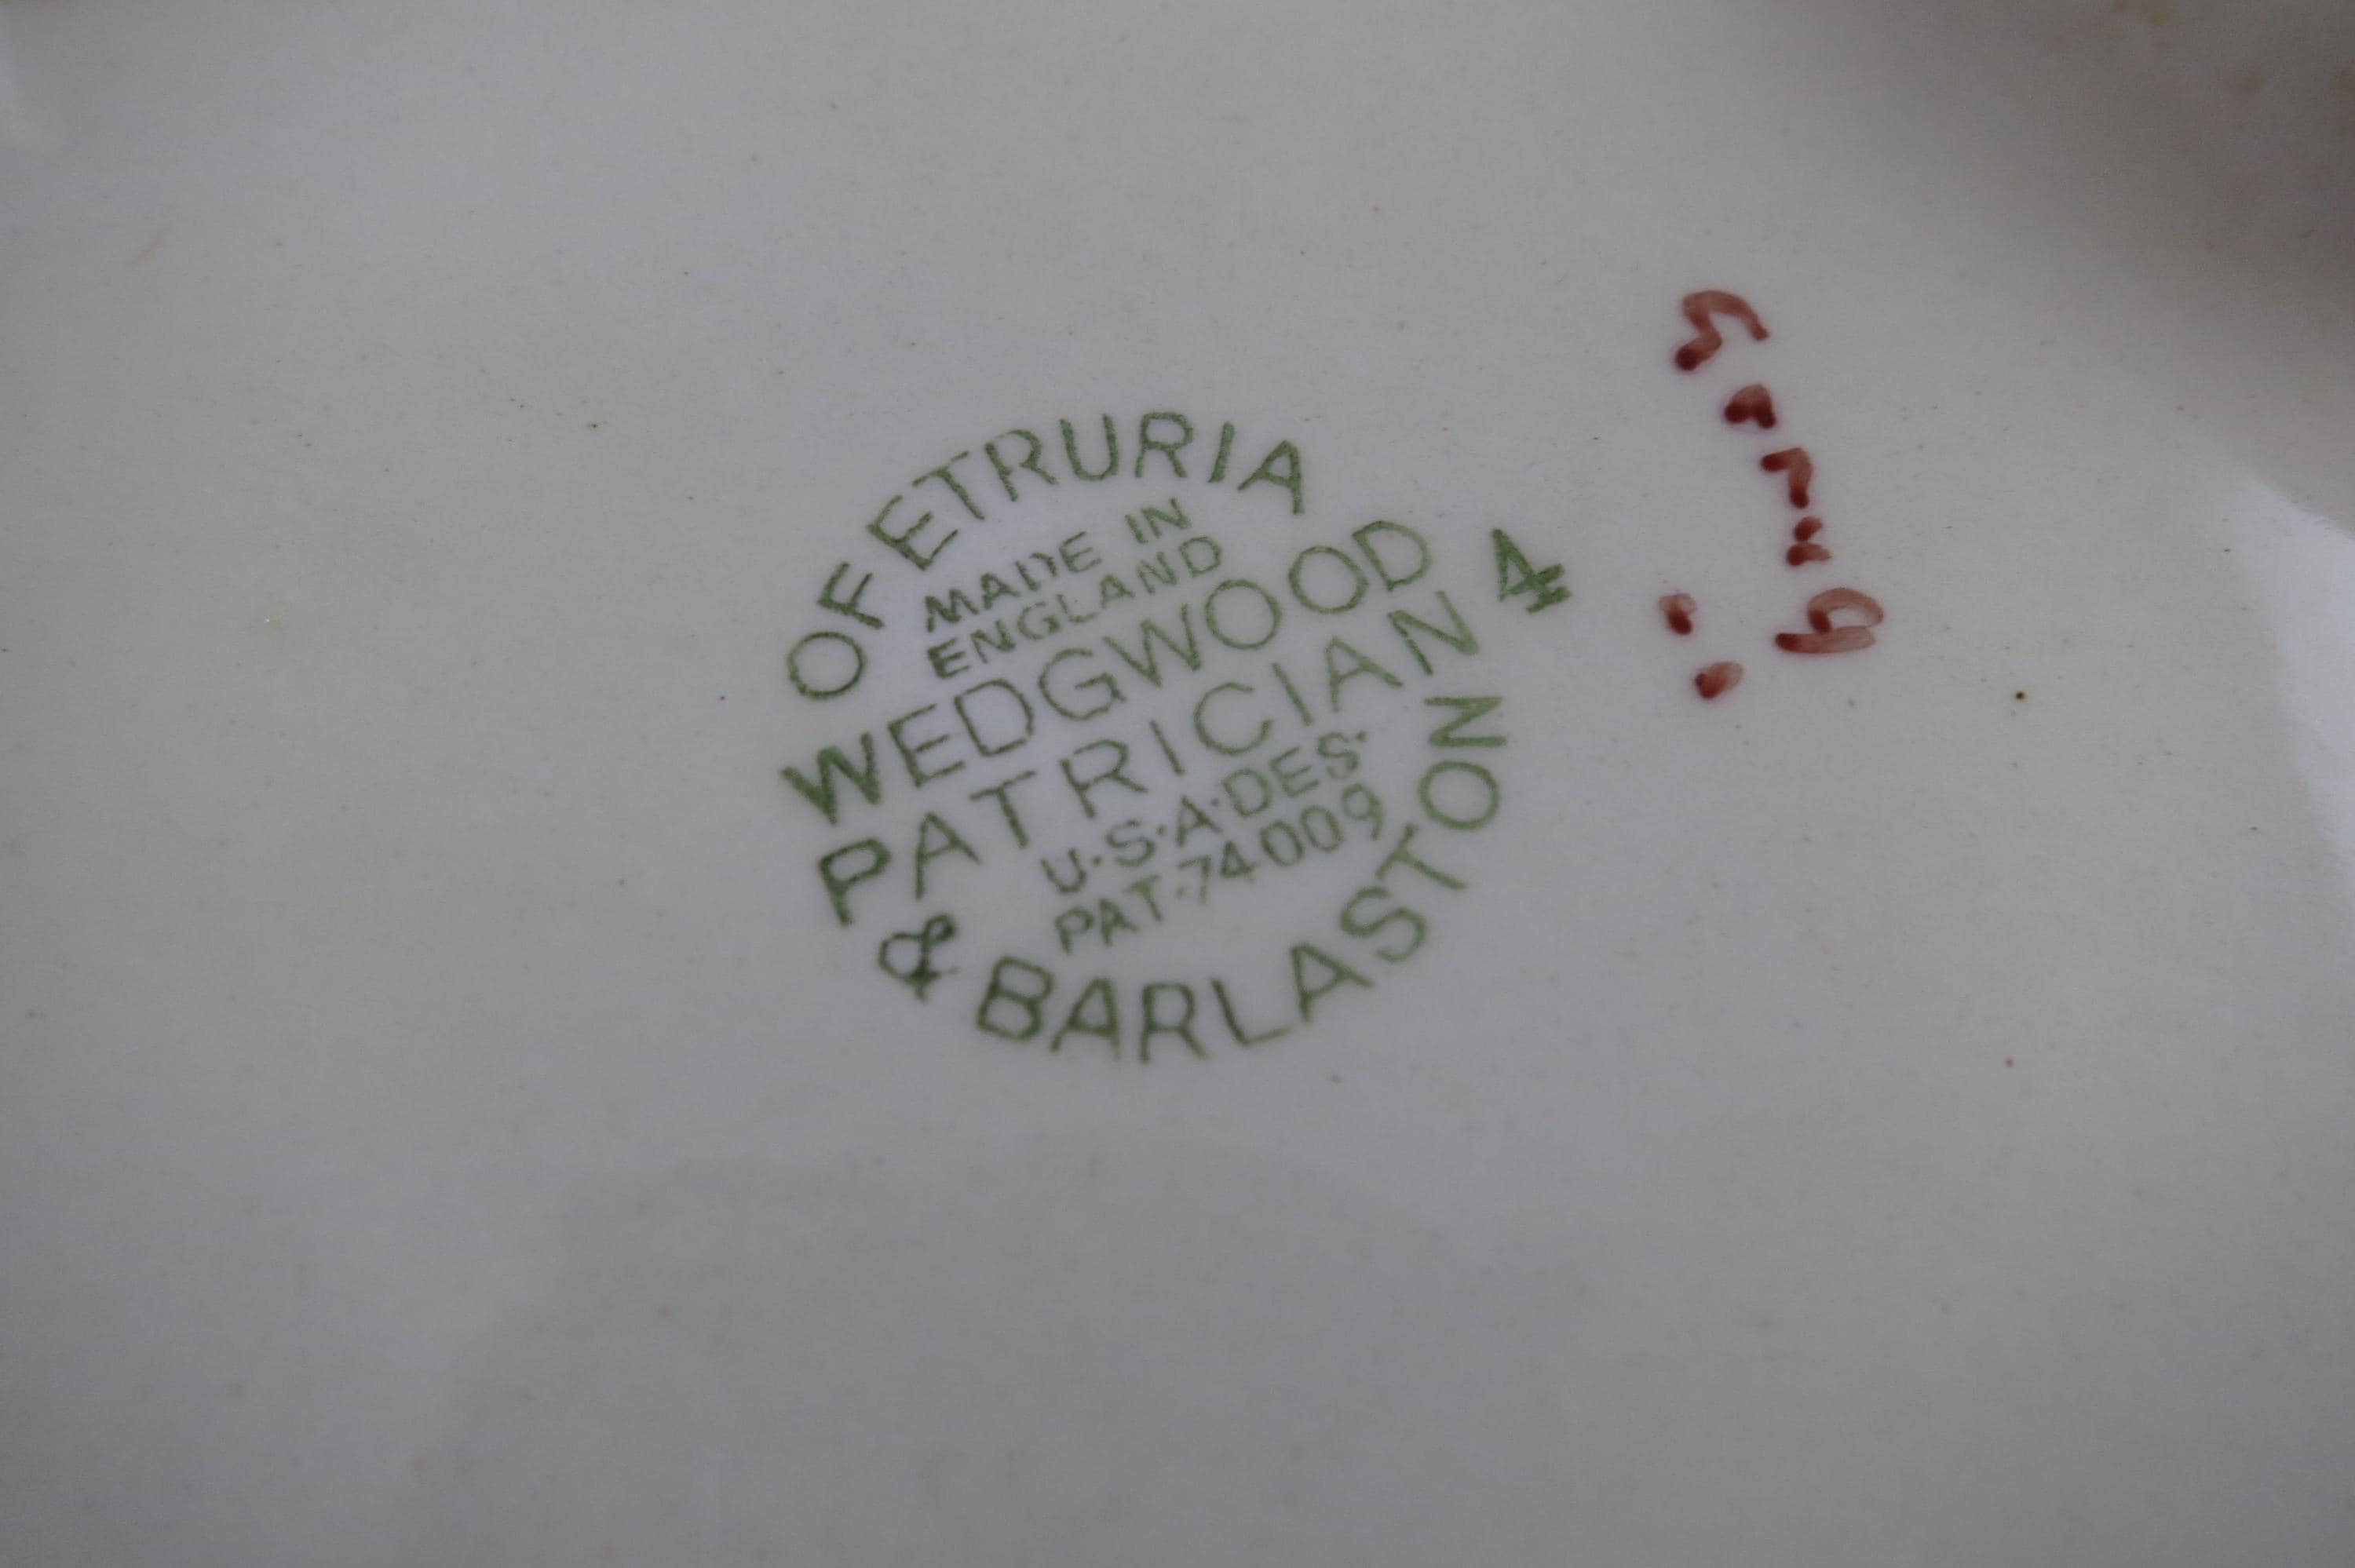 OF ETRURIA
MADE IN
ENGLAND
WEDGWOOD
PATRICIAN 4
U·S·A·DES·
PAT·74009
& BARLASTON